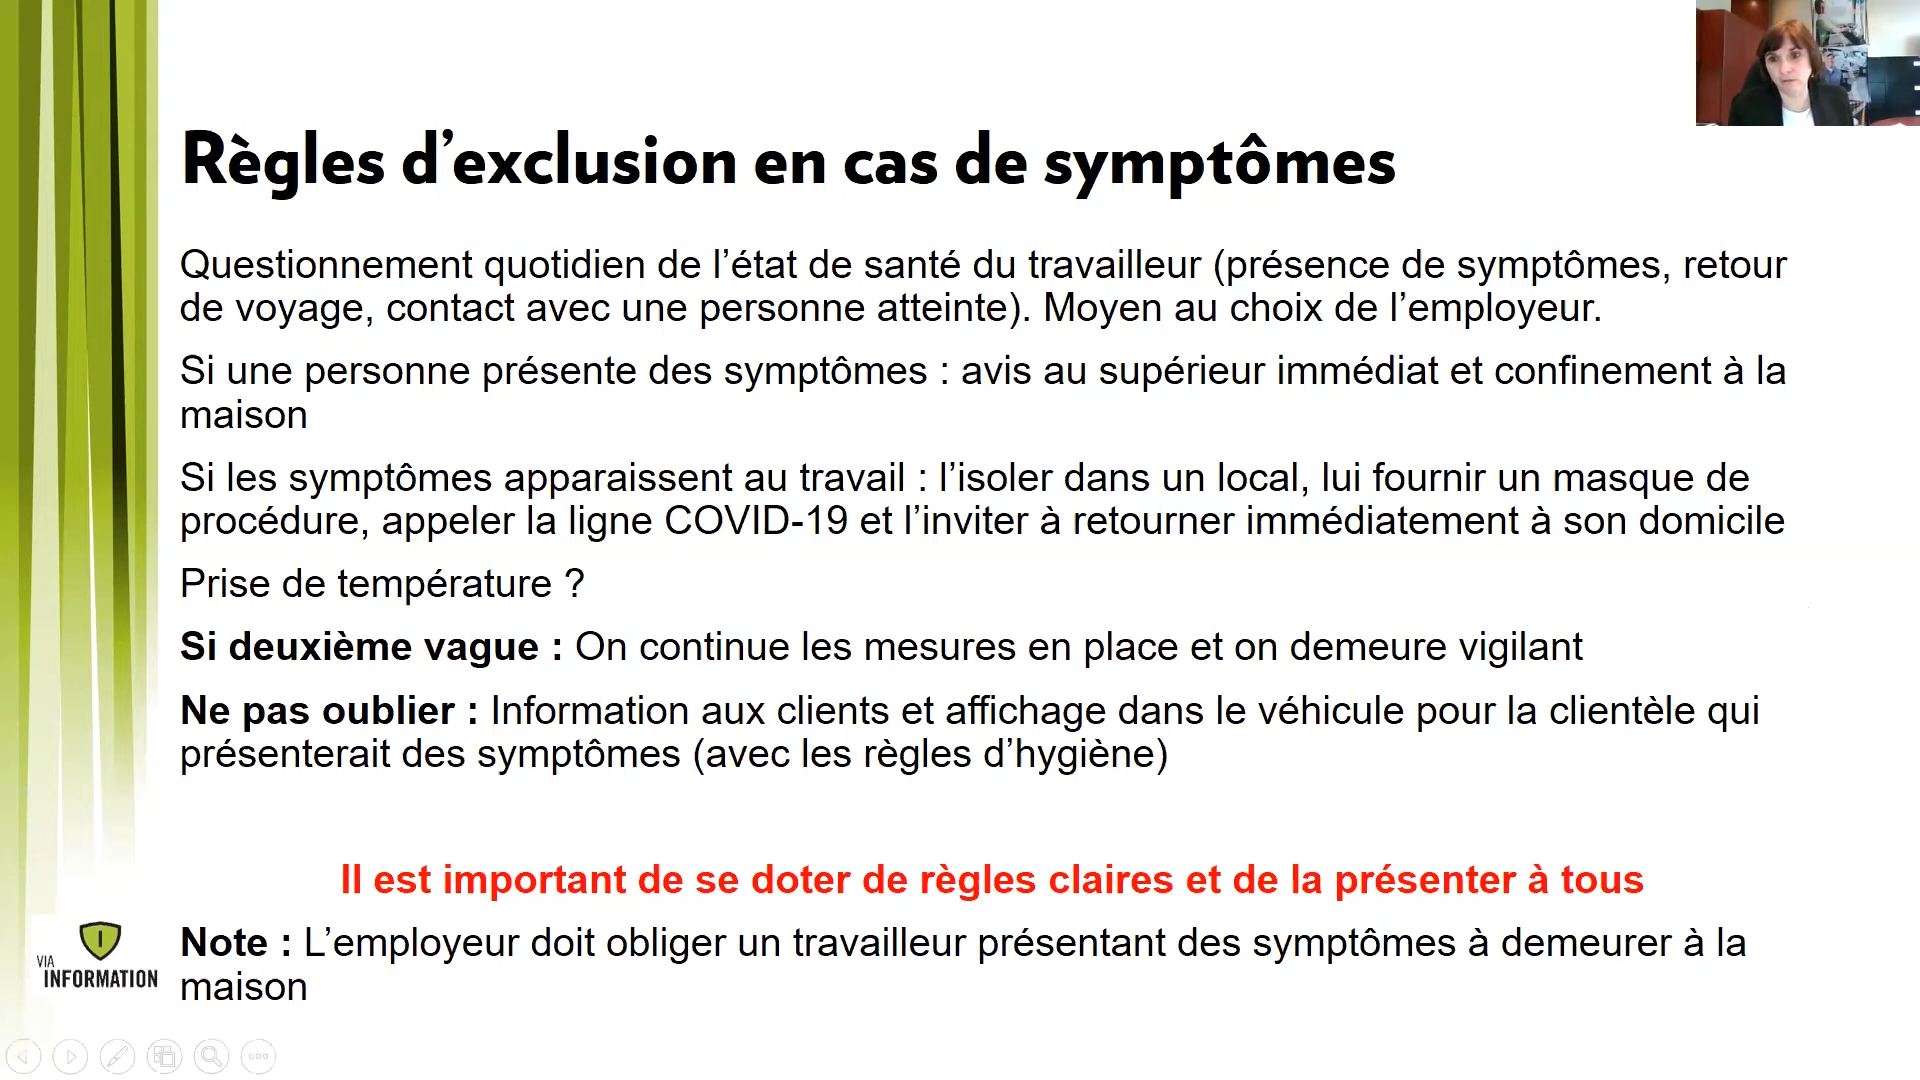 Règles d’exclusion en cas de symptômes
Questionnement quotidien de l’état de santé du travailleur (présence de symptômes, retour
de voyage, contact avec une personne atteinte). Moyen au choix de l’employeur.
Si une personne présente des symptômes : avis au supérieur immédiat et confinement à la
maison
Si les symptômes apparaissent au travail : l’isoler dans un local, lui fournir un masque de
procédure, appeler la ligne COVID-19 et l’inviter à retourner immédiatement à son domicile
Prise de température ?
Si deuxième vague : On continue les mesures en place et on demeure vigilant
Ne pas oublier : Information aux clients et affichage dans le véhicule pour la clientèle qui
présenterait des symptômes (avec les règles d’hygiène)
Il est important de se doter de règles claires et de la présenter à tous
Note : L’employeur doit obliger un travailleur présentant des symptômes à demeurer à la
maison
VIA
INFORMATION